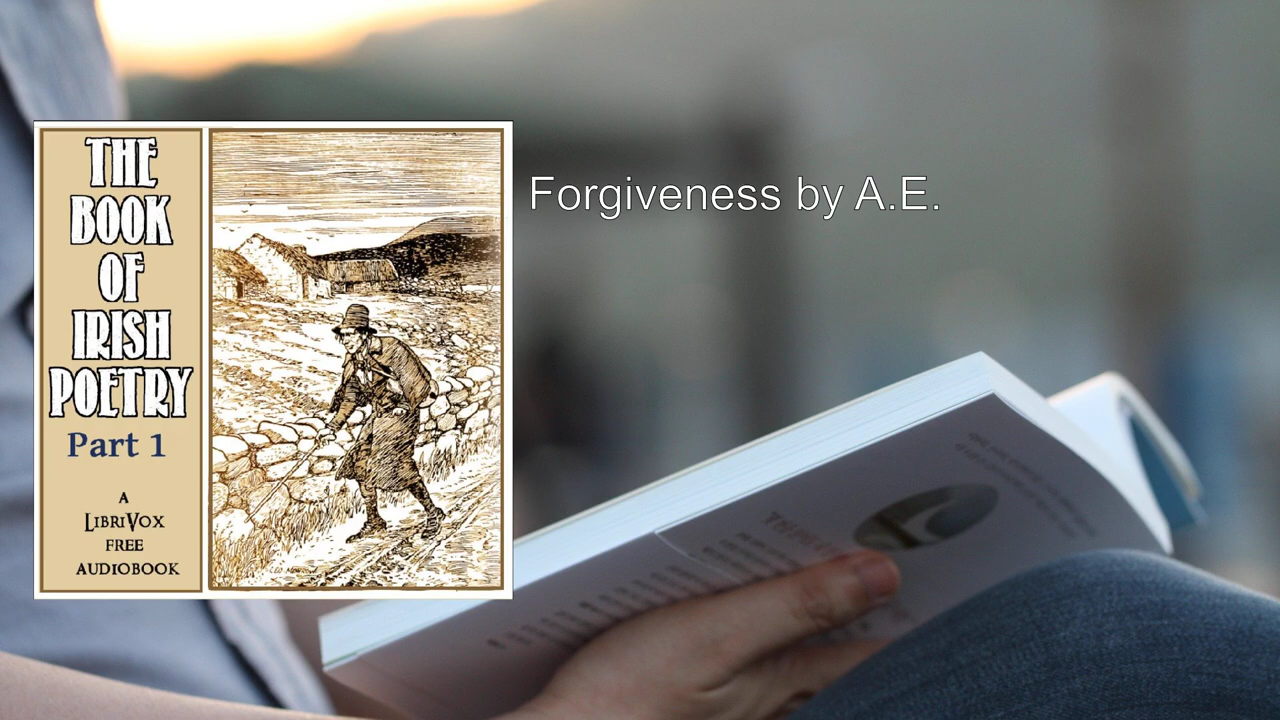 THE
BOOK
OF
IRISH
POETRY
Part 1
A
LIBRIVOX
FREE
AUDIOBOOK
Forgiveness by A.E.